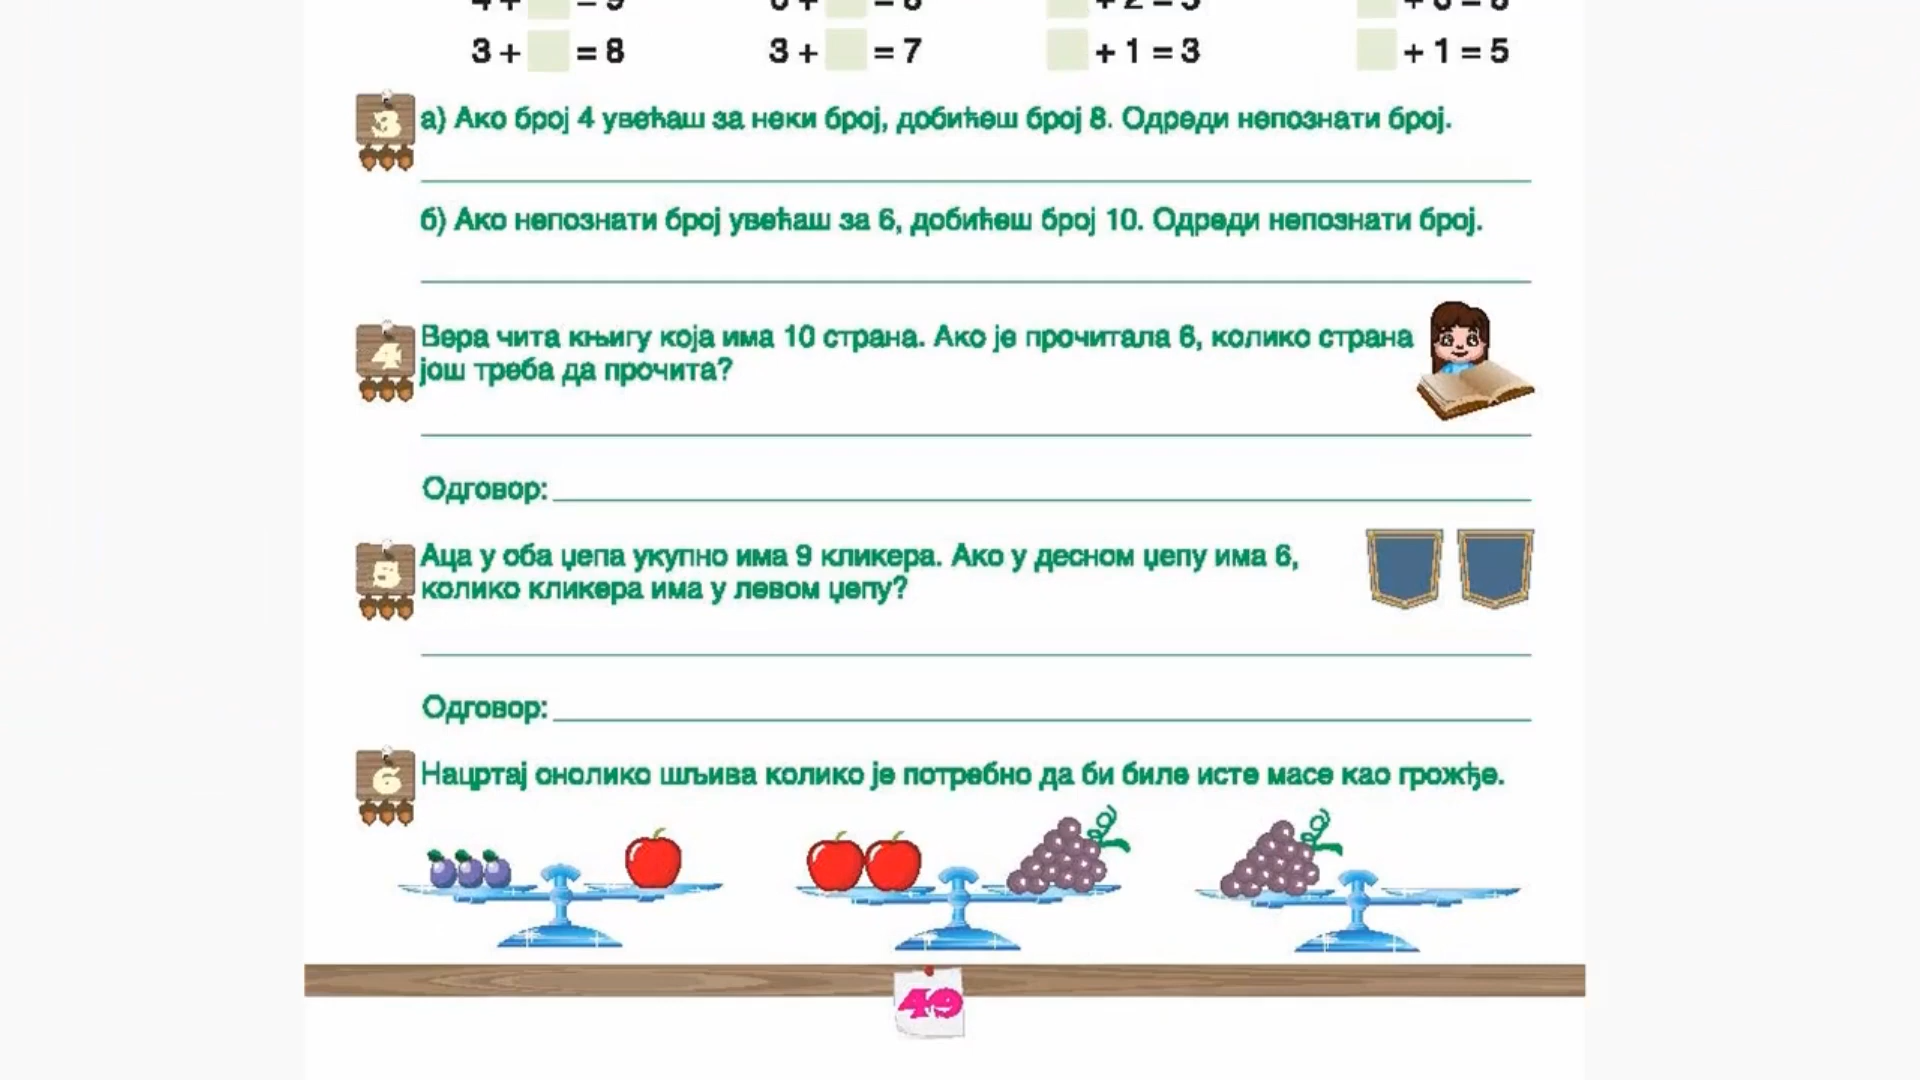 3 + = 8 3 + = 7 + 1 = 3 + 1 = 5
3
а) Ако број 4 увећаш за неки број, добићеш број 8. Одреди непознати број.
б) Ако непознати број увећаш за 6, добићеш број 10. Одреди непознати број.
4
Вера чита књигу која има 10 страна. Ако је прочитала 6, колико страна
још треба да прочита?
Одговор:
5
Аца у оба џепа укупно има 9 кликера. Ако у десном џепу има 6,
колико кликера има у левом џепу?
Одговор:
6
Нацртај онолико шљива колико је потребно да би биле исте масе као грожђе.
49